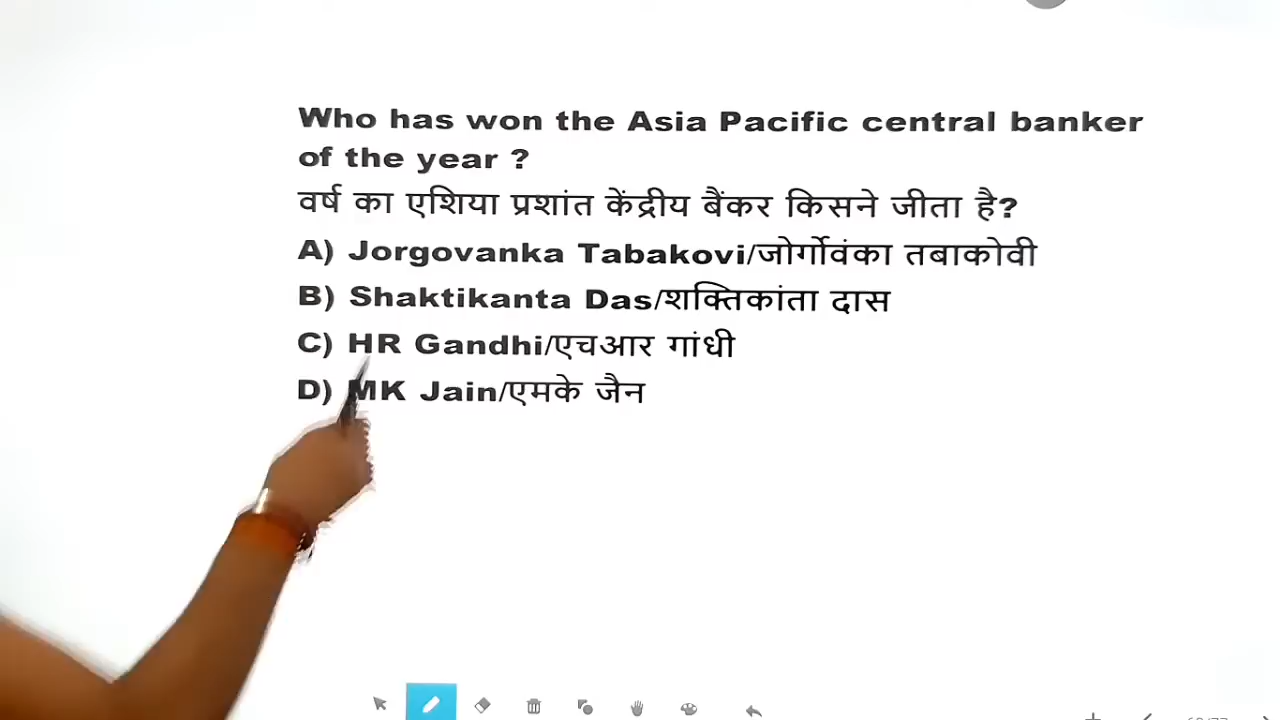 Who has won the Asia Pacific central banker
of the year ?
वर्ष का एशिया प्रशांत केंद्रीय बैंकर किसने जीता है?
A) Jorgovanka Tabakovi/जोर्गोवंका तबाकोवी
B) Shaktikanta Das/शक्तिकांता दास
C) HR Gandhi/एचआर गांधी
D) MK Jain/एमके जैन